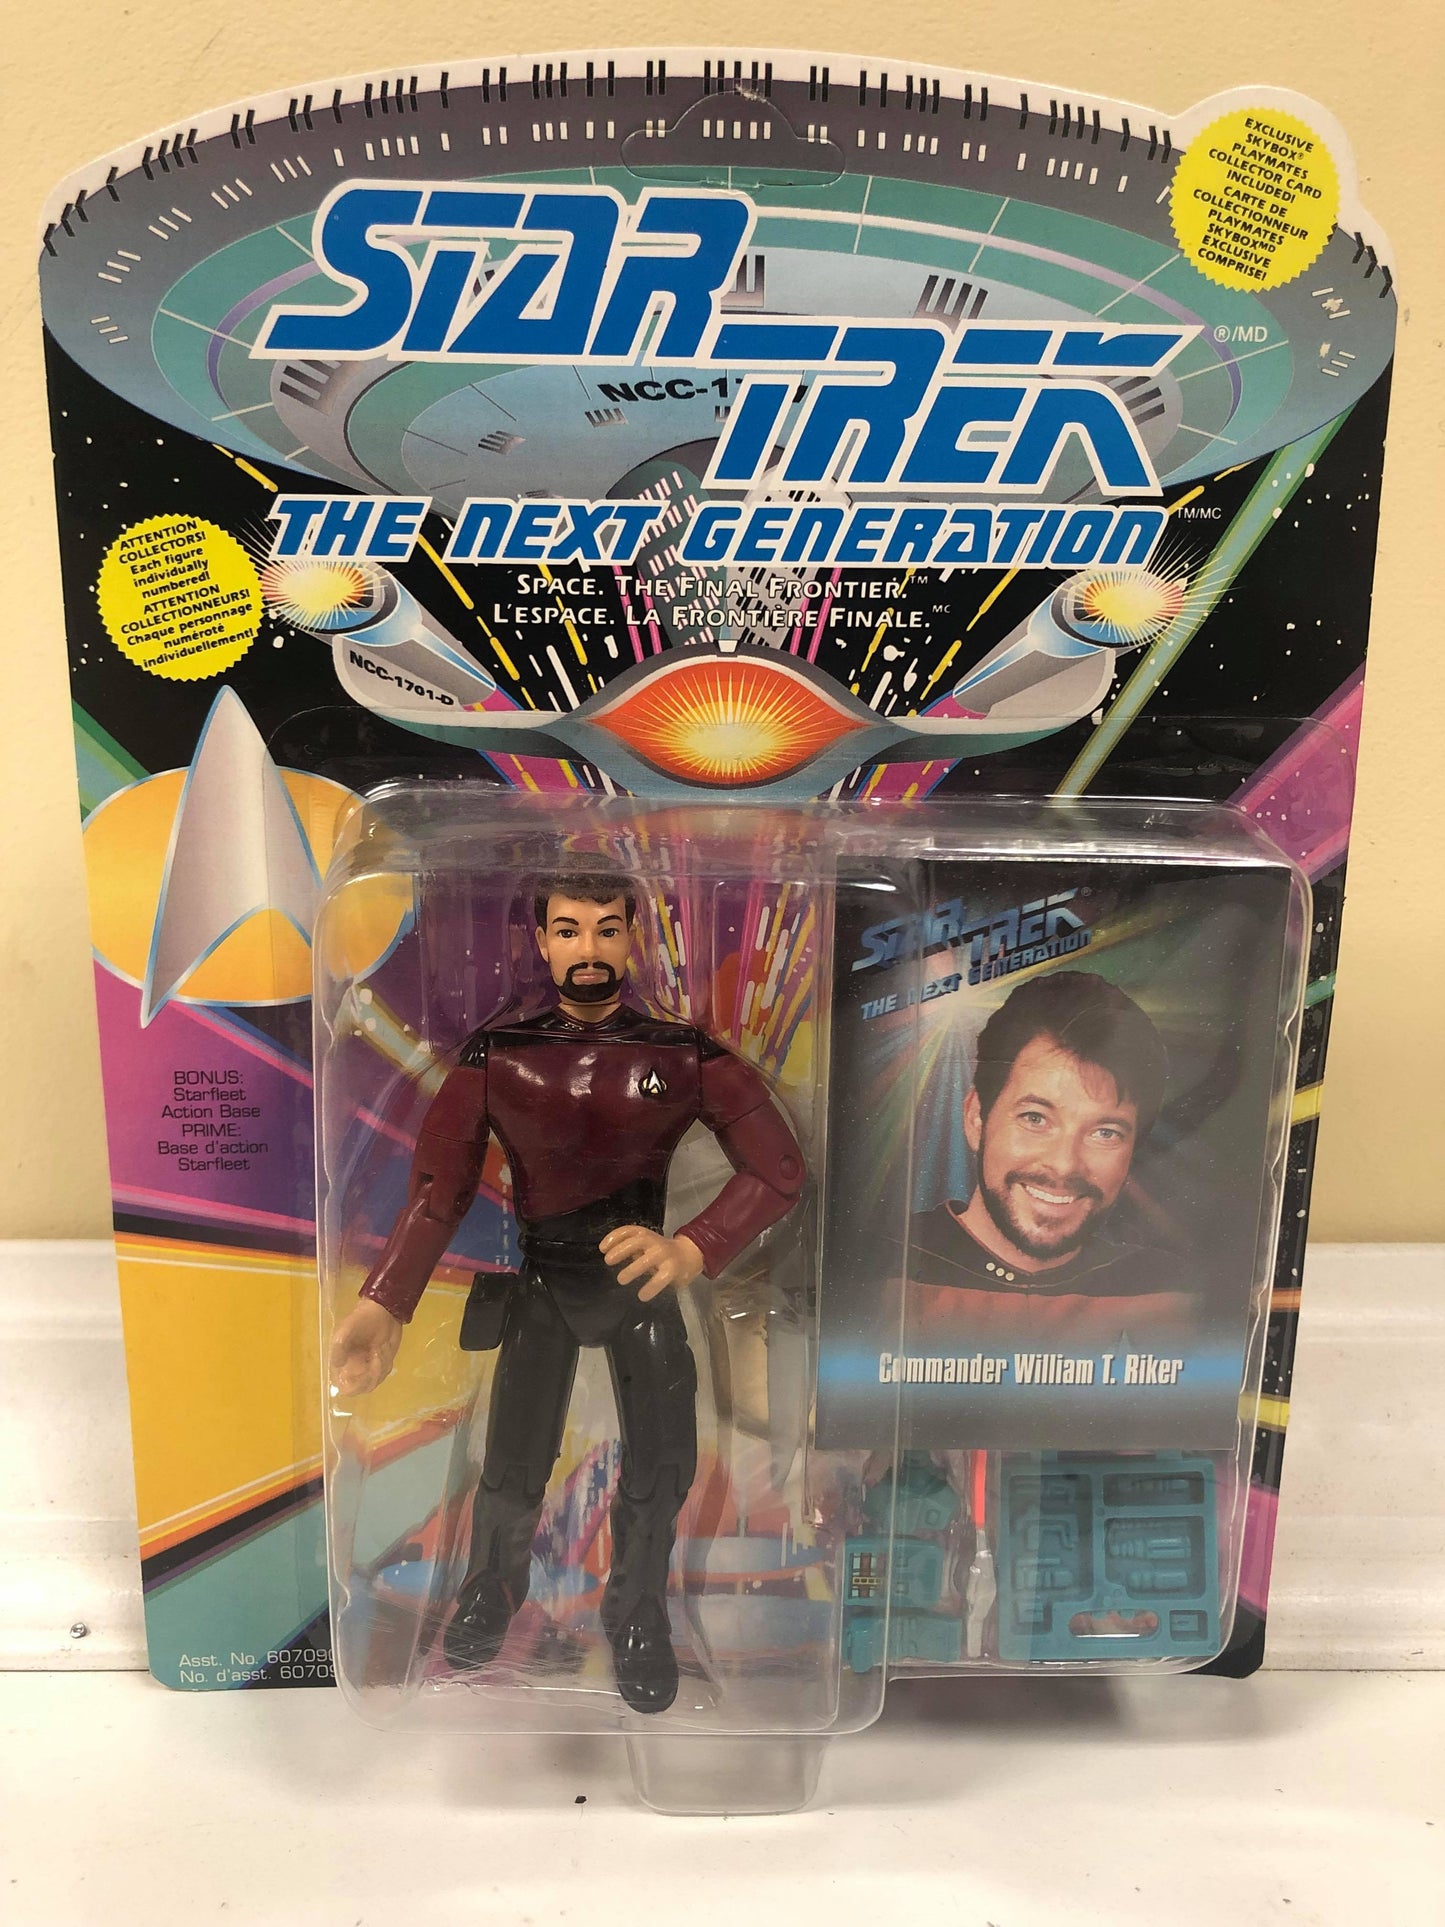 EXCLUSIVE
SKYBOX®
PLAYMATES
COLLECTOR CARD
INCLUDED!
CARTE DE
COLLECTIONNEUR
PLAYMATES
SKYBOXMD
EXCLUSIVE
COMPRISE!
STAR
TREK
®/MD
NCC-17
THE NEXT GENERATION
TM/MC
SPACE. THE FINAL FRONTIER.™
L'ESPACE. LA FRONTIÈRE FINALE.MC
ATTENTION
COLLECTORS!
Each figure
individually
numbered!
ATTENTION
COLLECTIONNEURS!
Chaque personnage
numéroté
individuellement!
NCC-1701-D
BONUS:
Starfleet
Action Base
PRIME:
Base d'action
Starfleet
STAR TREK®
THE NEXT GENERATION
Commander William T. Riker
Asst. No. 607090
No. d'asst. 60709